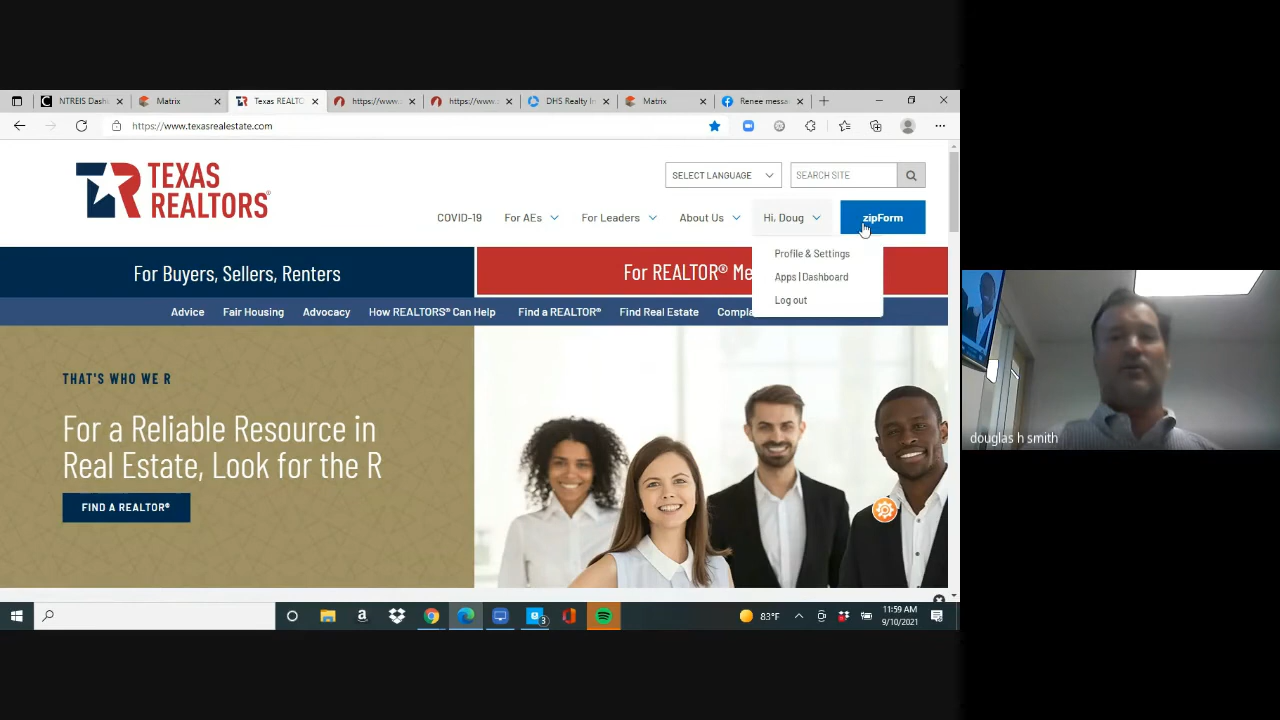 NTREIS Dash
Matrix
Texas REALTO
https://www.
https://www.
DHS Realty In
Matrix
Renee messa
https://www.texasrealestate.com
TEXAS
REALTORS®
SELECT LANGUAGE
SEARCH SITE
COVID-19
For AEs
For Leaders
About Us
Hi, Doug
zipForm
Profile & Settings
Apps | Dashboard
Log out
For Buyers, Sellers, Renters
For REALTOR® Me
Advice
Fair Housing
Advocacy
How REALTORS® Can Help
Find a REALTOR®
Find Real Estate
Compla
THAT'S WHO WE R
For a Reliable Resource in
Real Estate, Look for the R
FIND A REALTOR®
douglas h smith
3
83°F
11:59 AM
9/10/2021